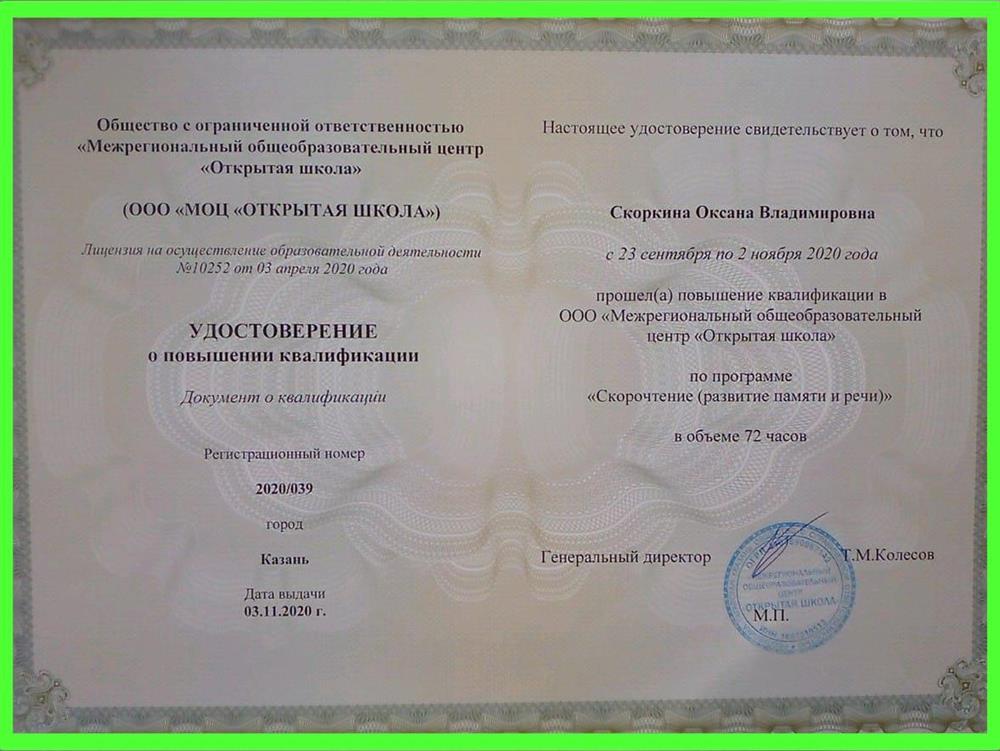 Общество с ограниченной ответственностью
«Межрегиональный общеобразовательный центр
«Открытая школа»
(ООО «МОЦ «ОТКРЫТАЯ ШКОЛА»)
Лицензия на осуществление образовательной деятельности
№10252 от 03 апреля 2020 года
УДОСТОВЕРЕНИЕ
о повышении квалификации
Документ о квалификации
Регистрационный номер
2020/039
город
Казань
Дата выдачи
03.11.2020 г.
Настоящее удостоверение свидетельствует о том, что
Скоркина Оксана Владимировна
с 23 сентября по 2 ноября 2020 года
прошел(а) повышение квалификации в
ООО «Межрегиональный общеобразовательный
центр «Открытая школа»
по программе
«Скорочтение (развитие памяти и речи)»
в объеме 72 часов
Генеральный директор
Т.М.Колесов
МЕЖРЕГИОНАЛЬНЫЙ
ОБЩЕОБРАЗОВАТЕЛЬНЫЙ
ЦЕНТР
ОТКРЫТАЯ ШКОЛА
М.П.